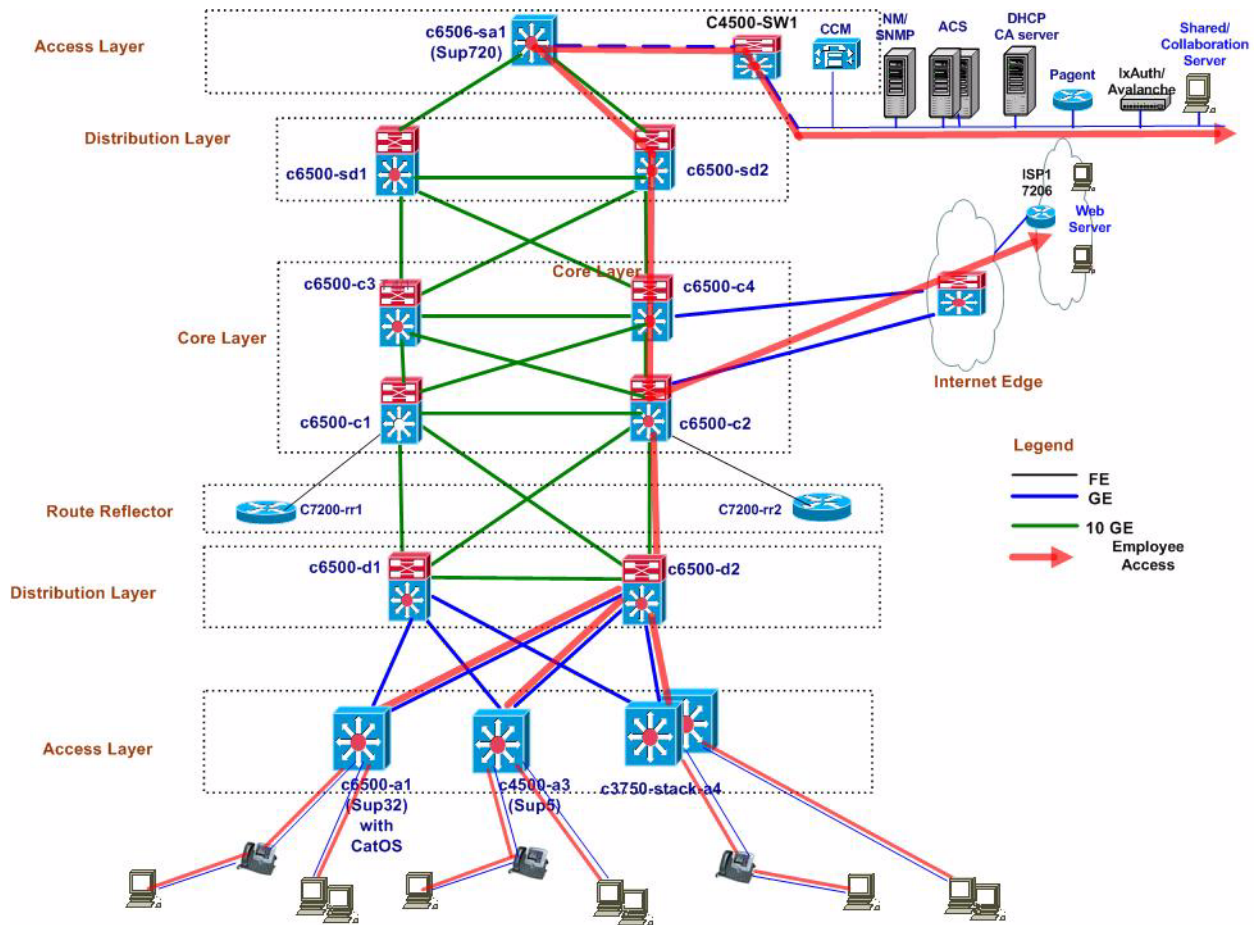 c6506-sa1
(Sup720)
C4500-SW1
Access Layer
CCM
NM/
SNMP
ACS
DHCP
CA server
Pagent
IxAuth/
Avalanche
Shared/
Collaboration
Server
Distribution Layer
c6500-sd1
c6500-sd2
ISP1
7206
Web
Server
Core Layer
c6500-c3
c6500-c4
Core Layer
Internet Edge
c6500-c1
c6500-c2
Legend
FE
GE
10 GE
Employee
Access
Route Reflector
C7200-rr1
C7200-rr2
c6500-d1
c6500-d2
Distribution Layer
Access Layer
c6500-a1
(Sup32)
with
CatOS
c4500-a3
(Sup5)
c3750-stack-a4